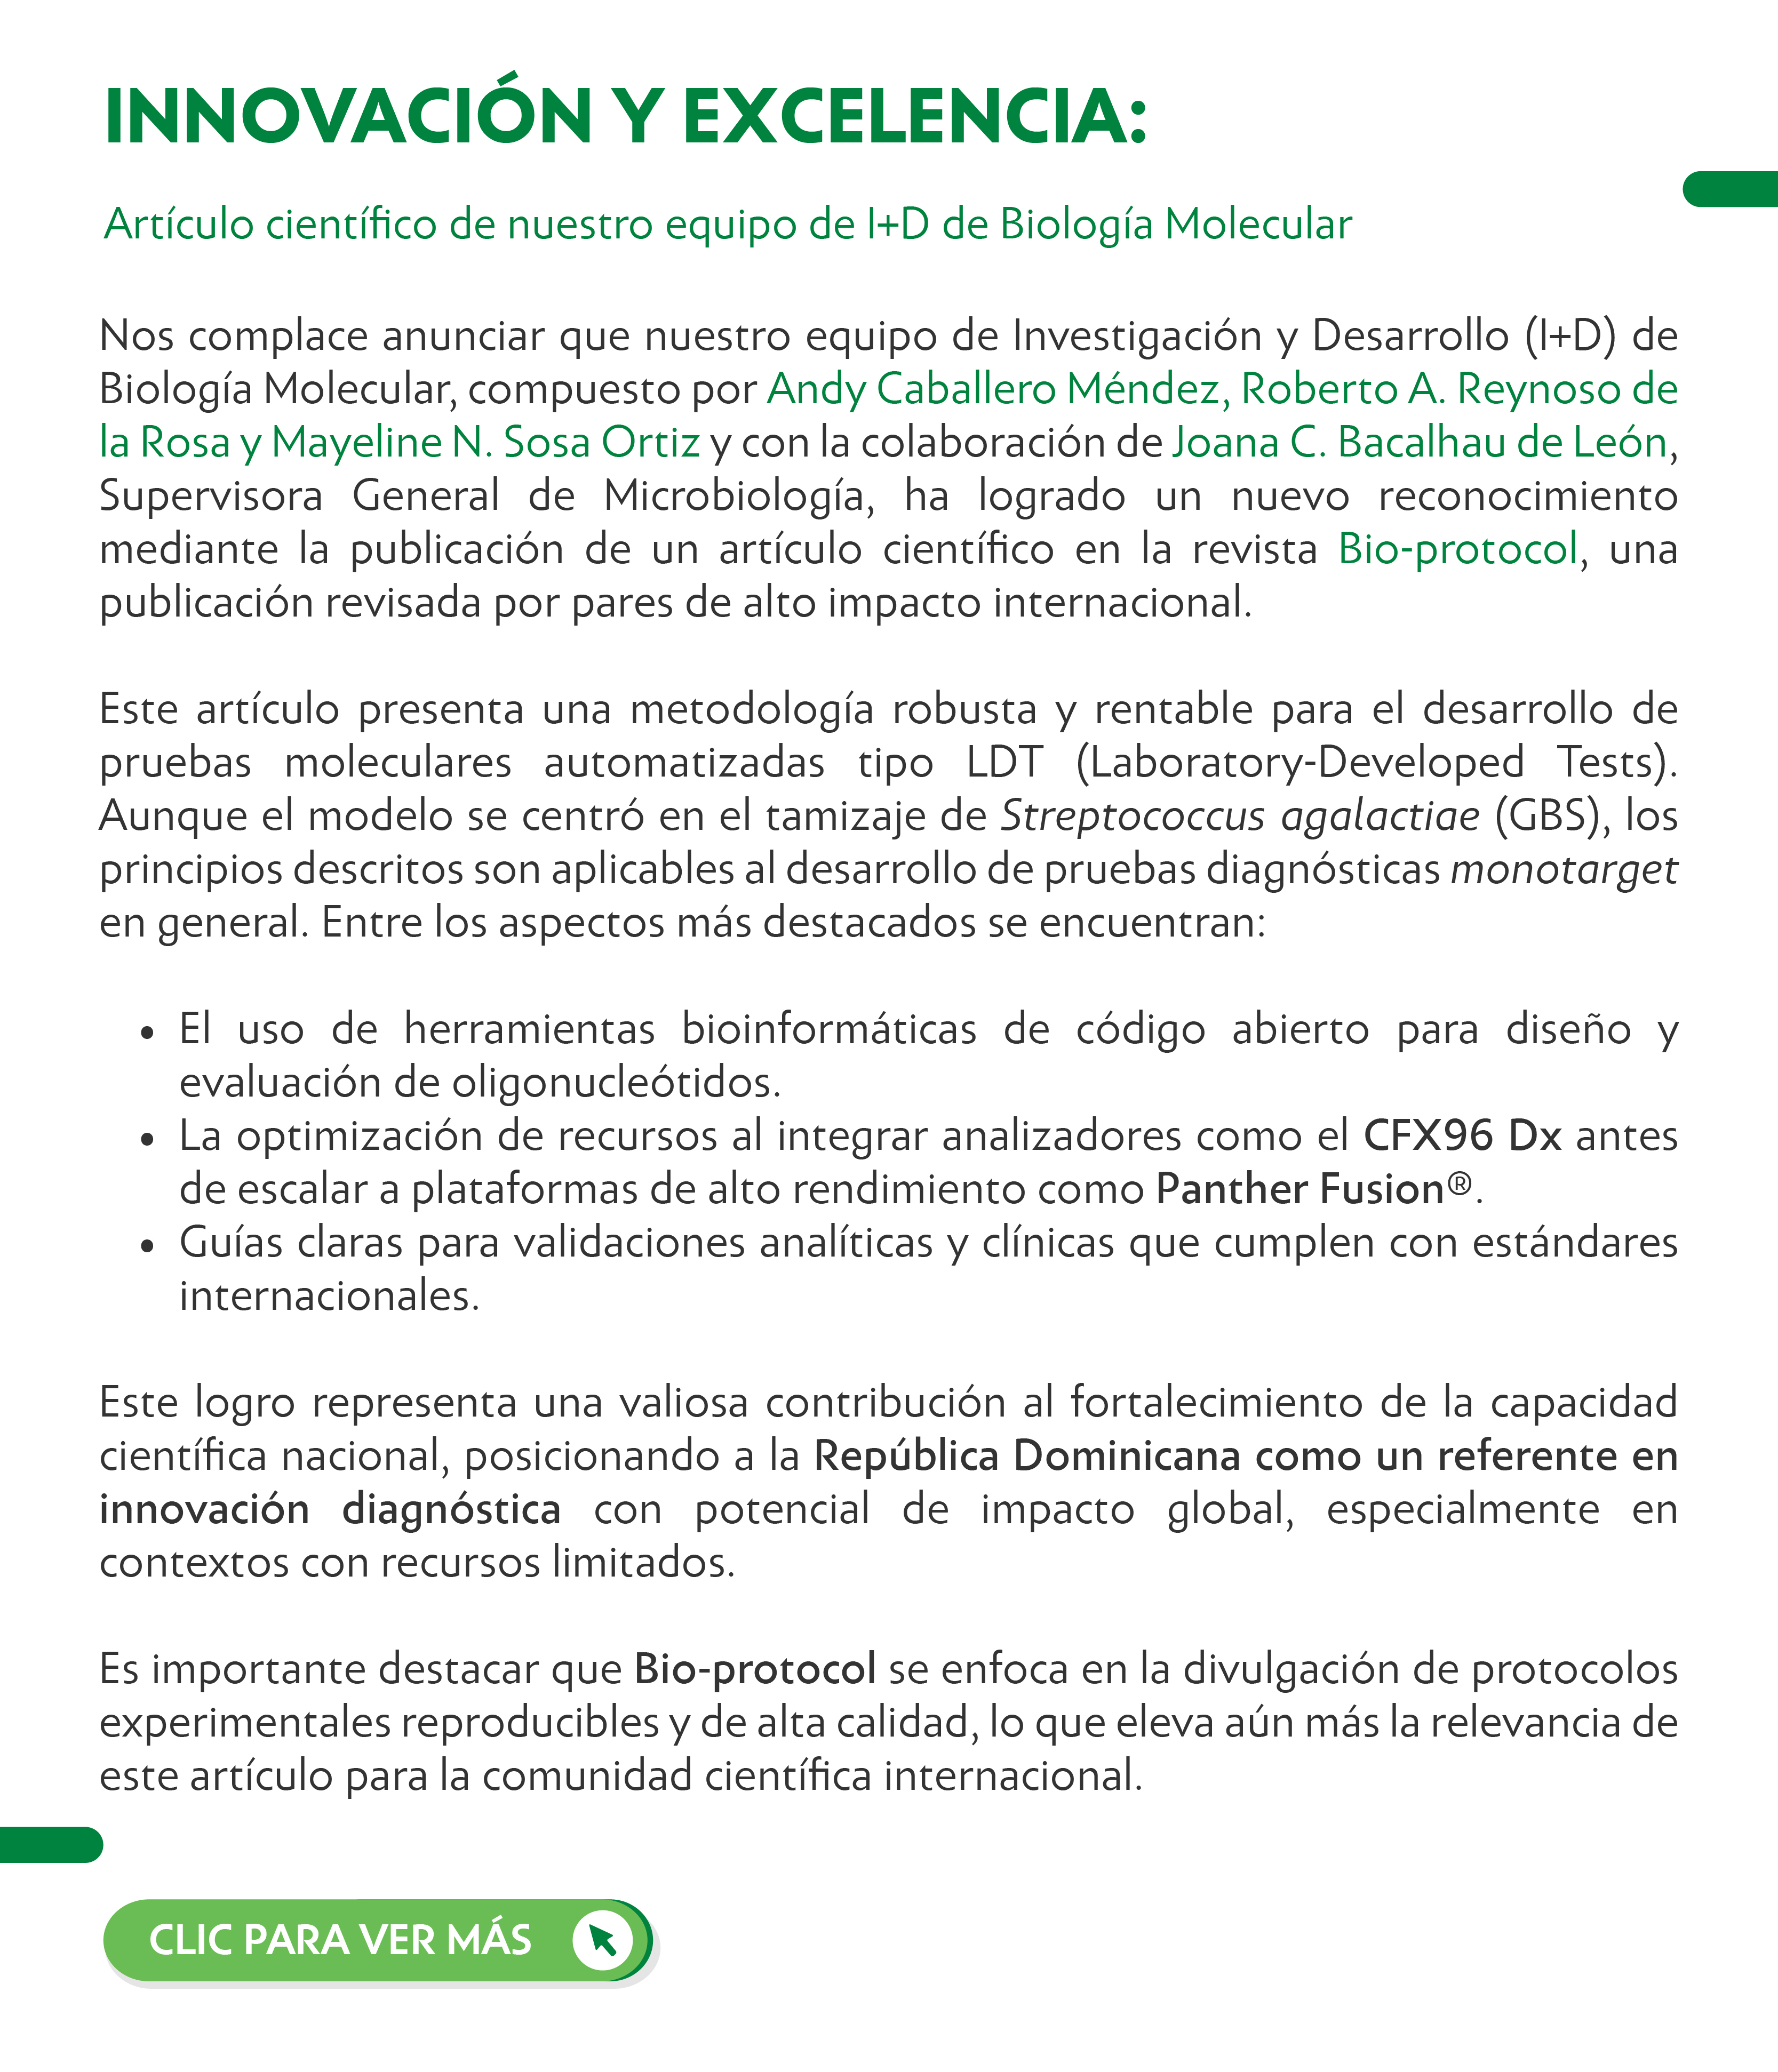 INNOVACIÓN Y EXCELENCIA:
Artículo científico de nuestro equipo de I+D de Biología Molecular
Nos complace anunciar que nuestro equipo de Investigación y Desarrollo (I+D) de
Biología Molecular, compuesto por Andy Caballero Méndez, Roberto A. Reynoso de
la Rosa y Mayeline N. Sosa Ortiz y con la colaboración de Joana C. Bacalhau de León,
Supervisora General de Microbiología, ha logrado un nuevo reconocimiento
mediante la publicación de un artículo científico en la revista Bio-protocol, una
publicación revisada por pares de alto impacto internacional.
Este artículo presenta una metodología robusta y rentable para el desarrollo de
pruebas moleculares automatizadas tipo LDT (Laboratory-Developed Tests).
Aunque el modelo se centró en el tamizaje de Streptococcus agalactiae (GBS), los
principios descritos son aplicables al desarrollo de pruebas diagnósticas monotarget
en general. Entre los aspectos más destacados se encuentran:
• El uso de herramientas bioinformáticas de código abierto para diseño y
evaluación de oligonucleótidos.
• La optimización de recursos al integrar analizadores como el CFX96 Dx antes
de escalar a plataformas de alto rendimiento como Panther Fusion®.
• Guías claras para validaciones analíticas y clínicas que cumplen con estándares
internacionales.
Este logro representa una valiosa contribución al fortalecimiento de la capacidad
científica nacional, posicionando a la República Dominicana como un referente en
innovación diagnóstica con potencial de impacto global, especialmente en
contextos con recursos limitados.
Es importante destacar que Bio-protocol se enfoca en la divulgación de protocolos
experimentales reproducibles y de alta calidad, lo que eleva aún más la relevancia de
este artículo para la comunidad científica internacional.
CLIC PARA VER MÁS